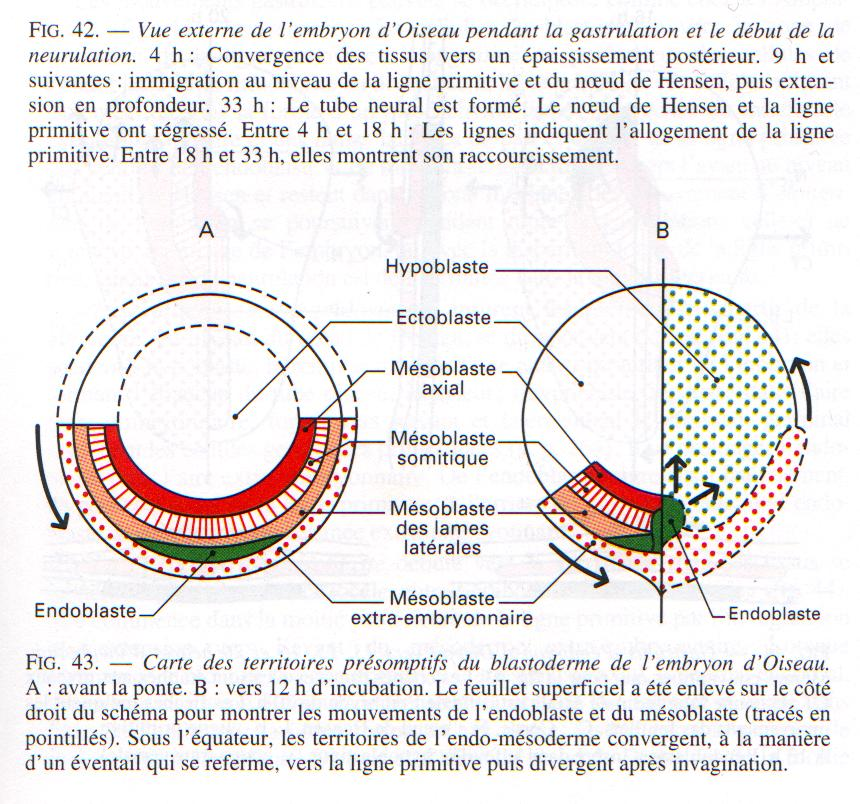 FIG. 42. — Vue externe de l'embryon d'Oiseau pendant la gastrulation et le début de la
neurulation. 4 h : Convergence des tissus vers un épaississement postérieur. 9 h et
suivantes : immigration au niveau de la ligne primitive et du nœud de Hensen, puis exten-
sion en profondeur. 33 h : Le tube neural est formé. Le nœud de Hensen et la ligne
primitive ont régressé. Entre 4 h et 18 h : Les lignes indiquent l'allogement de la ligne
primitive. Entre 18 h et 33 h, elles montrent son raccourcissement.
A
B
Hypoblaste
Ectoblaste
Mésoblaste
axial
Mésoblaste
somitique
Mésoblaste
des lames
latérales
Endoblaste
Mésoblaste
extra-embryonnaire
Endoblaste
FIG. 43. — Carte des territoires présomptifs du blastoderme de l'embryon d'Oiseau.
A : avant la ponte. B : vers 12 h d'incubation. Le feuillet superficiel a été enlevé sur le côté
droit du schéma pour montrer les mouvements de l'endoblaste et du mésoblaste (tracés en
pointillés). Sous l'équateur, les territoires de l'endo-mésoderme convergent, à la manière
d'un éventail qui se referme, vers la ligne primitive puis divergent après invagination.